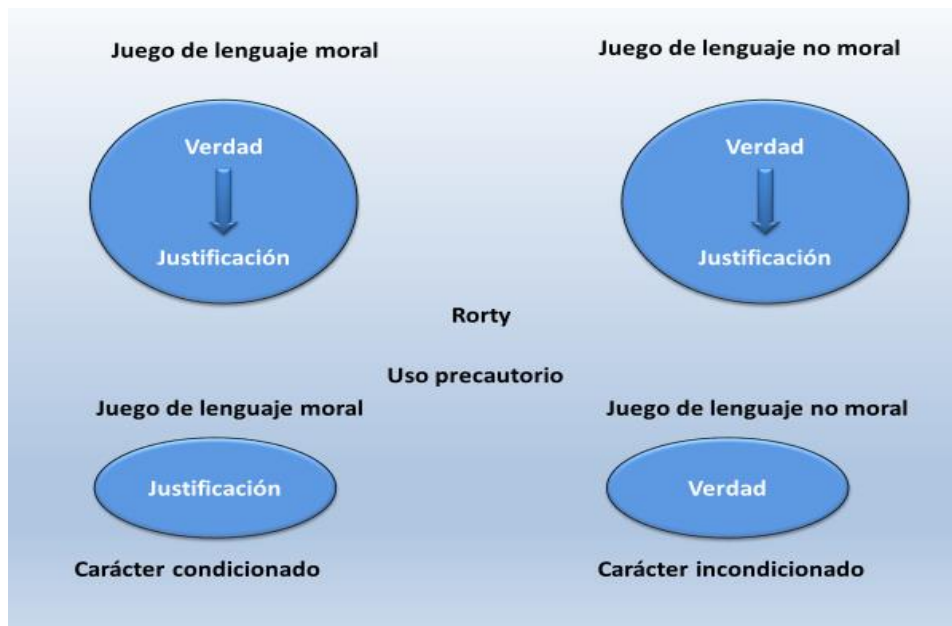 Juego de lenguaje moral
Juego de lenguaje no moral
Verdad
Justificación
Verdad
Justificación
Rorty
Uso precautorio
Juego de lenguaje moral
Juego de lenguaje no moral
Justificación
Verdad
Carácter condicionado
Carácter incondicionado